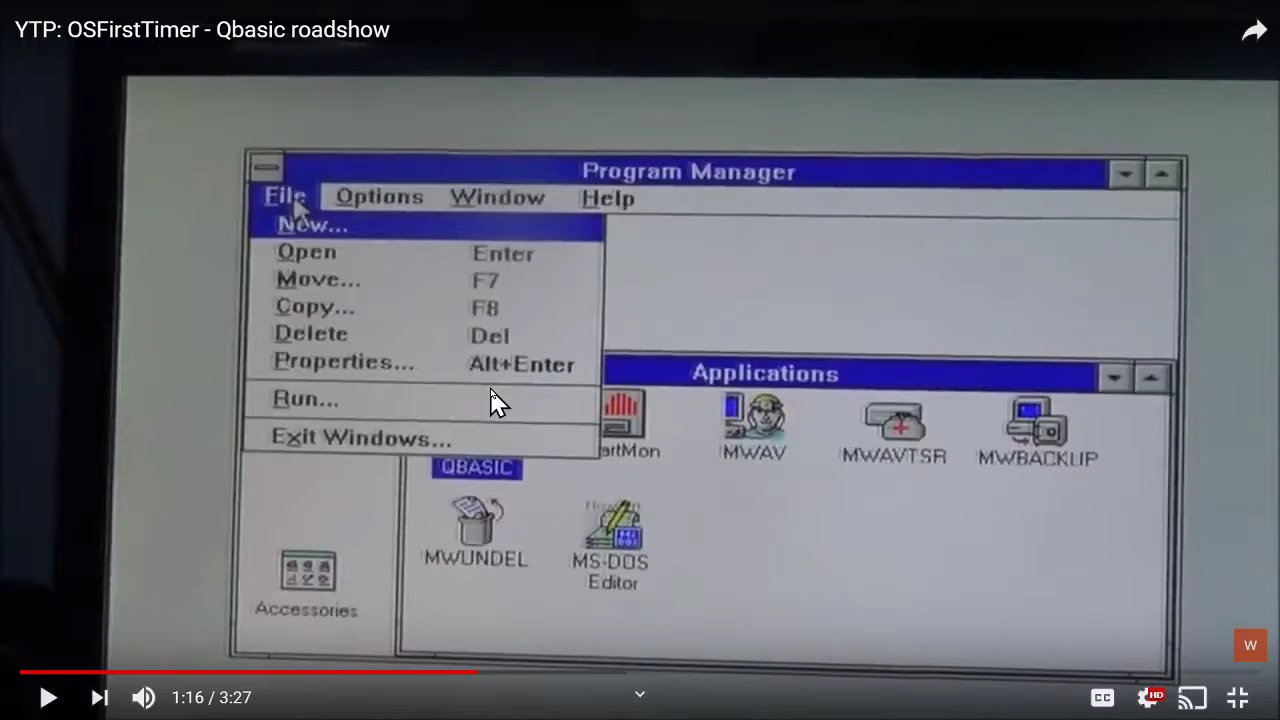 YTP: OSFirstTimer - Qbasic roadshow
Program Manager
File Options Window Help
New...
Open Enter
Move... F7
Copy... F8
Delete Del
Properties... Alt+Enter
Run...
Exit Windows...
Applications
QBASIC
artMon
MWAV
MWAVTSR
MWBACKUP
MWUNDEL
MS-DOS
Editor
Accessories
W
1:16 / 3:27
CC
HD